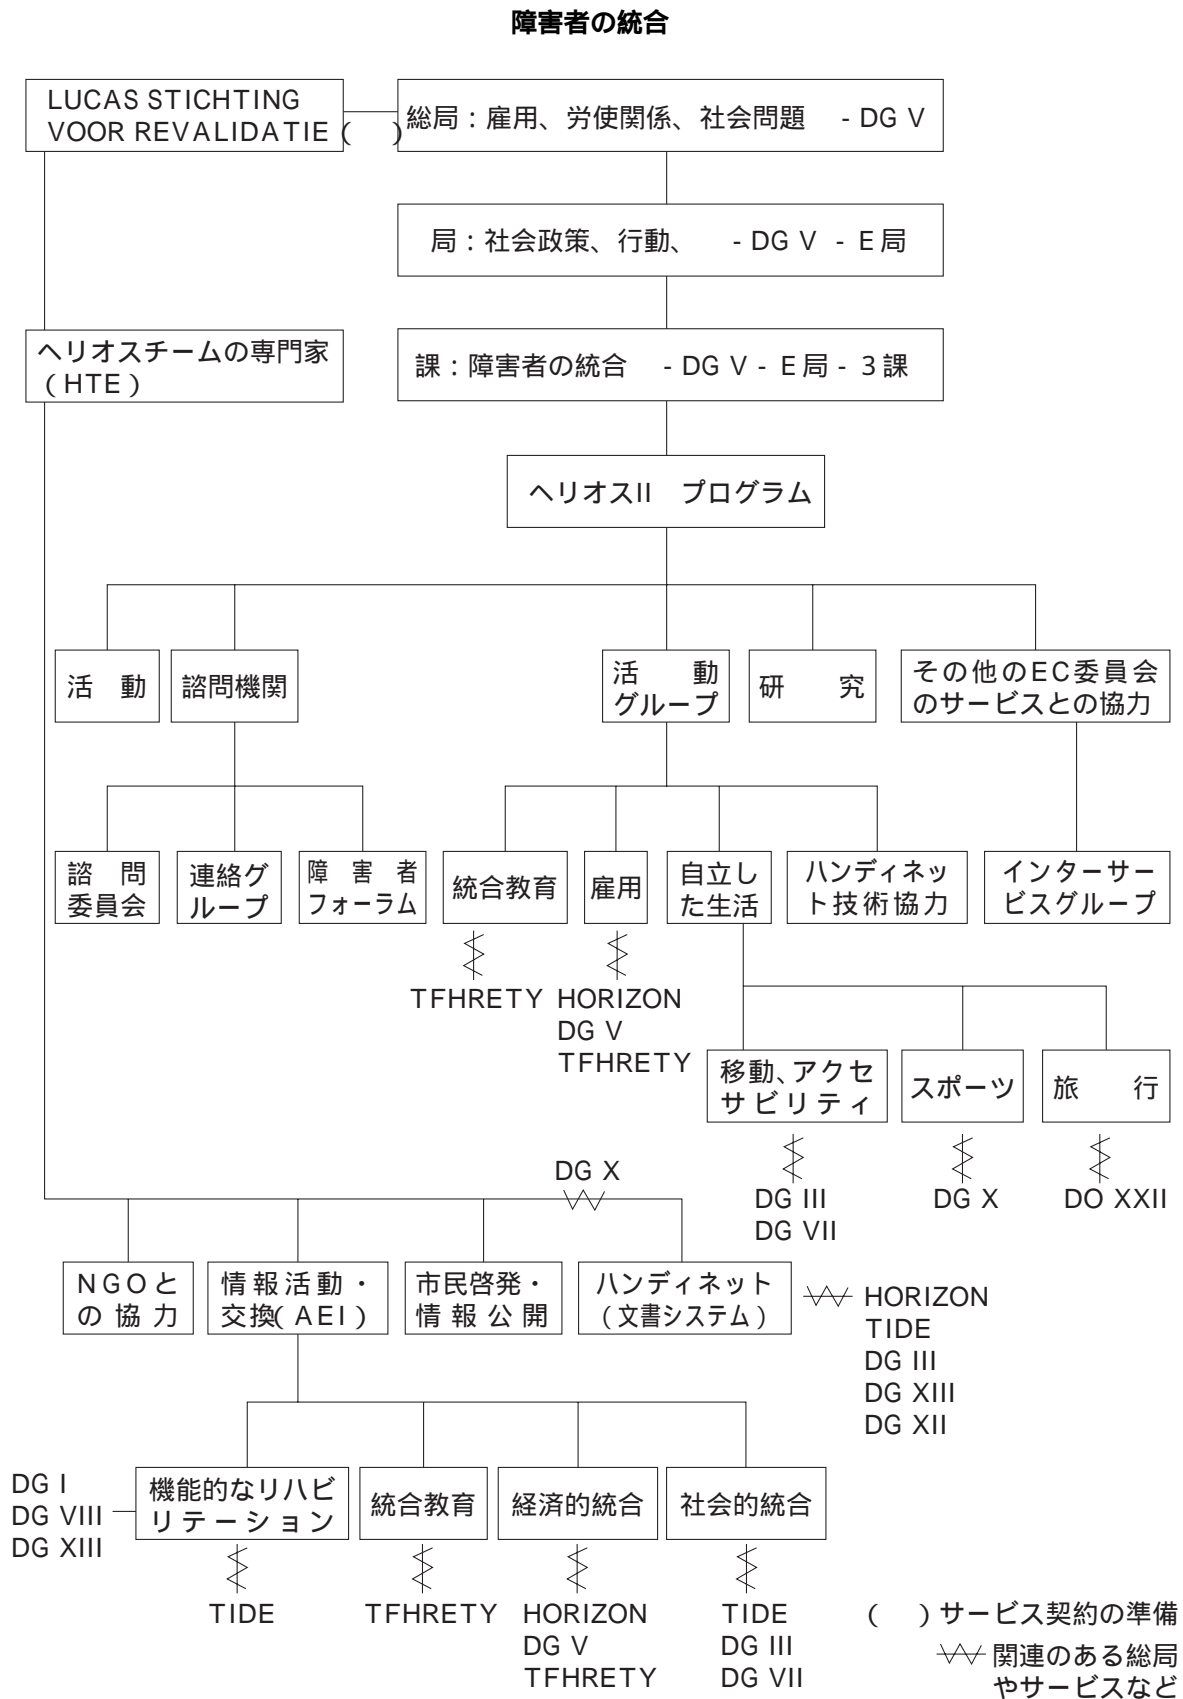 障害者の統合
LUCAS STICHTING
VOOR REVALIDATIE (　)
総局：雇用、労使関係、社会問題　- DG V
局：社会政策、行動、　- DG V - E局
ヘリオスチームの専門家
(HTE)
課：障害者の統合　- DG V - E局 - 3課
ヘリオスII　プログラム
活　動
諮問機関
活　動
グループ
研　究
その他のEC委員会
のサービスとの協力
諮　問
委員会
連絡グ
ループ
障　害　者
フォーラム
統合教育
雇用
自立し
た生活
ハンディネッ
ト技術協力
インターサー
ビスグループ
TFHRETY
HORIZON
DG V
TFHRETY
移動、アクセ
サビリティ
スポーツ
旅　行
DG III
DG VII
DG X
DO XXII
DG X
NGOと
の協力
情報活動・
交換(AEI)
市民啓発・
情報公開
ハンディネット
(文書システム)
HORIZON
TIDE
DG III
DG XIII
DG XII
DG I
DG VIII
DG XIII
機能的なリハビ
リテーション
統合教育
経済的統合
社会的統合
TIDE
TFHRETY
HORIZON
DG V
TFHRETY
TIDE
DG III
DG VII
(　)サービス契約の準備
関連のある総局
やサービスなど